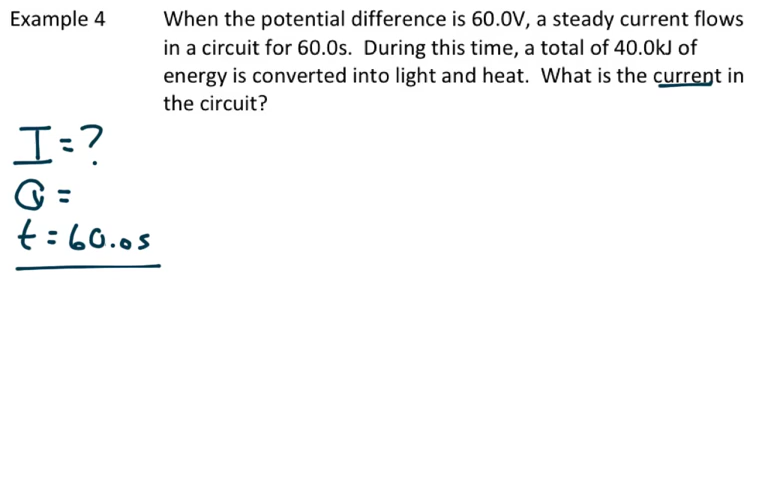 Example 4 When the potential difference is 60.0V, a steady current flows
in a circuit for 60.0s. During this time, a total of 40.0kJ of
energy is converted into light and heat. What is the current in
the circuit?
I = ?
Q =
t = 60.0s